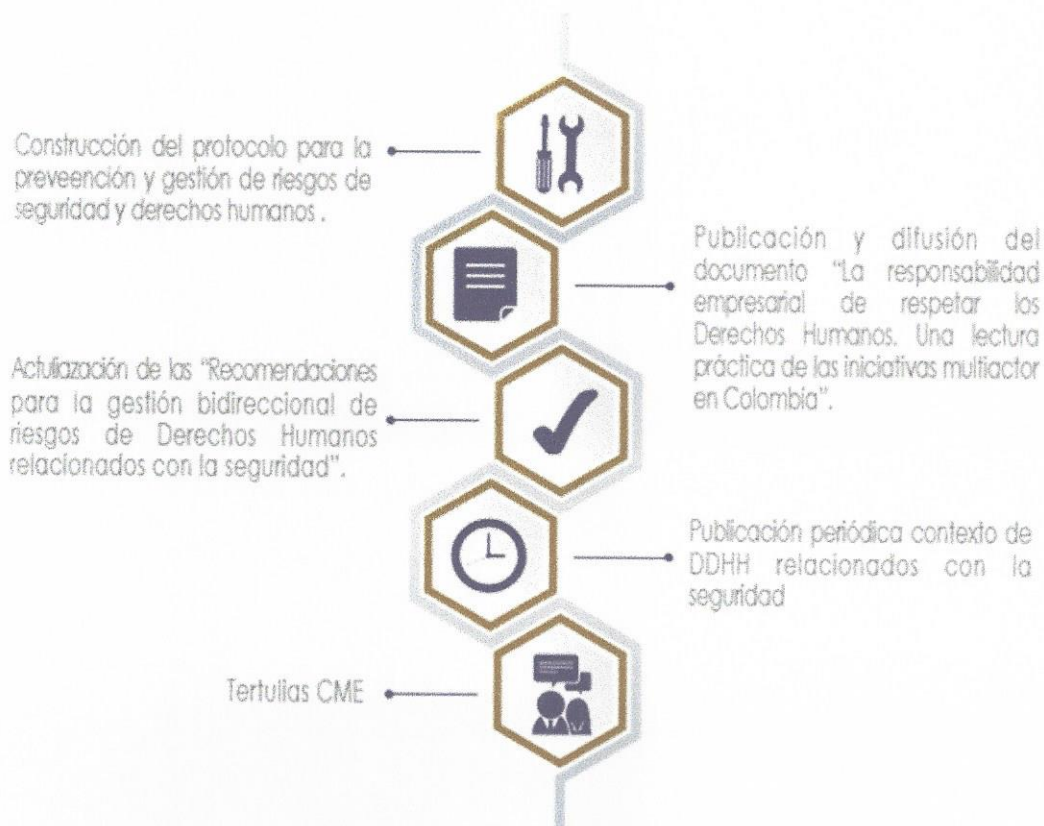 Construcción del protocolo para la
preveención y gestión de riesgos de
seguridad y derechos humanos .
Publicación y difusión del
documento “La responsabilidad
empresarial de respetar los
Derechos Humanos. Una lectura
práctica de las iniciativas multiactor
en Colombia”.
Actuliazación de las “Recomendaciones
para la gestión bidireccional de
riesgos de Derechos Humanos
relacionados con la seguridad”.
Publicación periódica contexto de
DDHH relacionados con la
seguridad
Tertulias CME